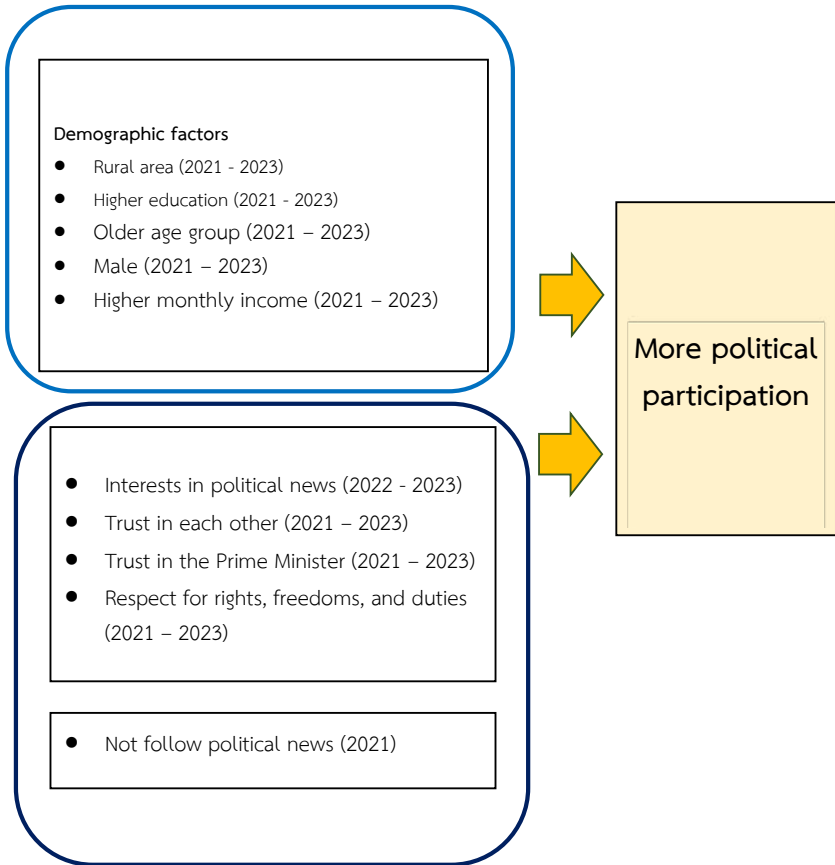 Demographic factors
● Rural area (2021 - 2023)
● Higher education (2021 - 2023)
● Older age group (2021 – 2023)
● Male (2021 – 2023)
● Higher monthly income (2021 – 2023)
More political
participation
● Interests in political news (2022 - 2023)
● Trust in each other (2021 – 2023)
● Trust in the Prime Minister (2021 – 2023)
● Respect for rights, freedoms, and duties
(2021 – 2023)
● Not follow political news (2021)